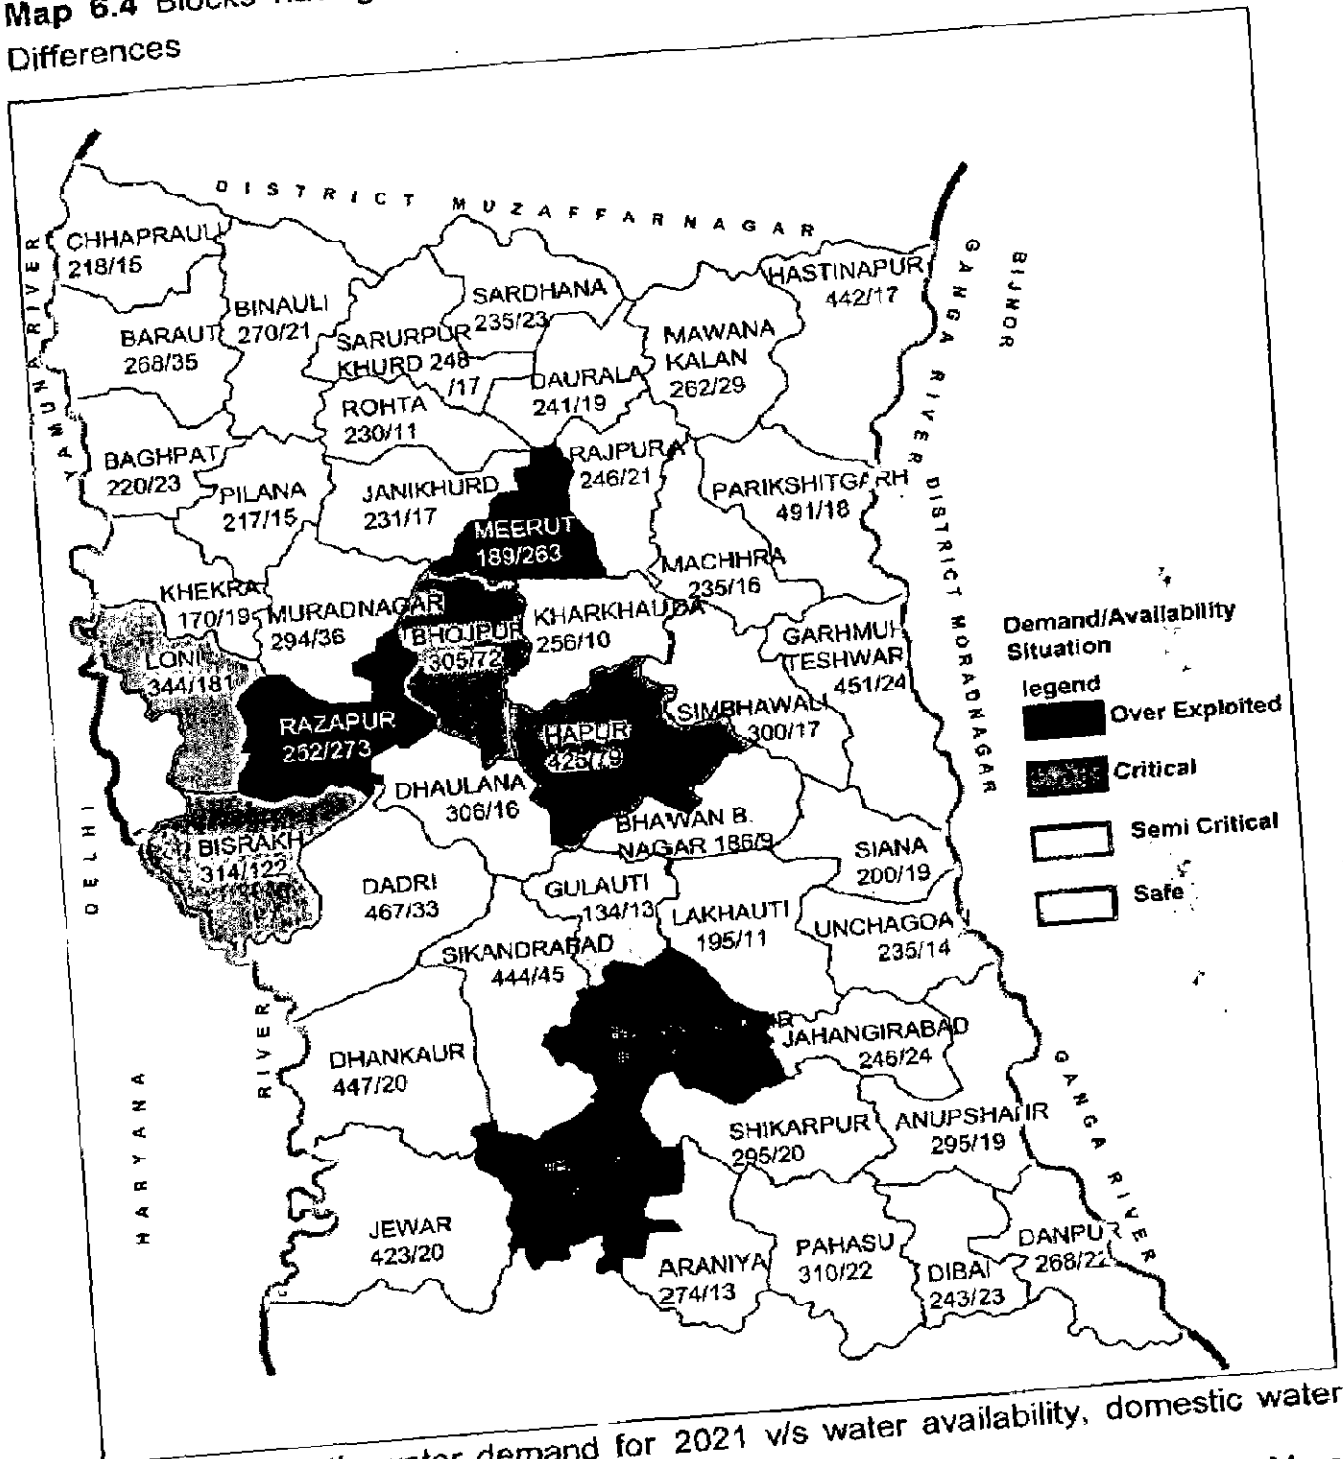 Map 6.4 Blocks
Differences
DISTRICT MUZAFFARNAGAR
CHHAPRAULI
218/15
HASTINAPUR
442/17
YAMUNA RIVER
GANGA RIVER
BIJNOR
BINAULI
270/21
SARDHANA
235/23
BARAUT
268/35
SARURPUR
KHURD 248
/17
MAWANA
KALAN
262/29
DAURALA
241/19
ROHTA
230/11
BAGHPAT
220/23
PILANA
217/15
JANIKHURD
231/17
RAJPURA
246/21
PARIKSHITGARH
491/18
DISTRICT MORADNAGAR
MEERUT
189/263
MACHHRA
235/16
KHEKRA
170/19
MURADNAGAR
294/36
BHOJPUR
305/72
KHARKHAUDA
256/10
GARHMUH
TESHWAR
451/24
Demand/Availability
Situation
legend
Over Exploited
Critical
Semi Critical
Safe
LONI
344/181
RAZAPUR
252/273
HAPUR
425/79
SIMBHAWALI
300/17
DHAULANA
306/16
BHAWAN B.
NAGAR 186/9
DELHI
BISRAKH
314/122
DADRI
467/33
GULAUTI
134/13
SIANA
200/19
LAKHAUTI
195/11
UNCHAGOAN
235/14
SIKANDRABAD
444/45
RIVER
DHANKAUR
447/20
JAHANGIRABAD
246/24
GANGA RIVER
HARYANA
SHIKARPUR
295/20
ANUPSHAHR
295/19
JEWAR
423/20
ARANIYA
274/13
PAHASU
310/22
DIBAI
243/23
DANPUR
268/22
water demand for 2021 v/s water availability, domestic water